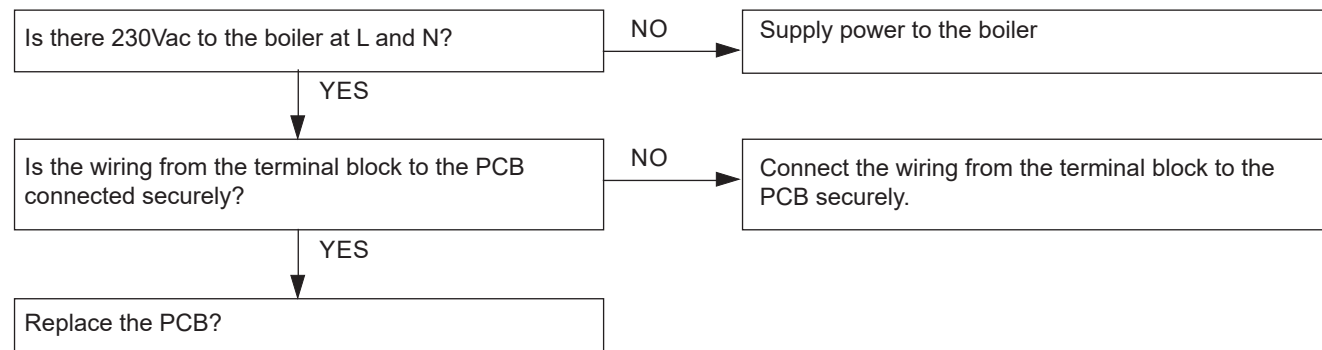 Is there 230Vac to the boiler at L and N?
NO
Supply power to the boiler
YES
Is the wiring from the terminal block to the PCB
connected securely?
NO
Connect the wiring from the terminal block to the
PCB securely.
YES
Replace the PCB?